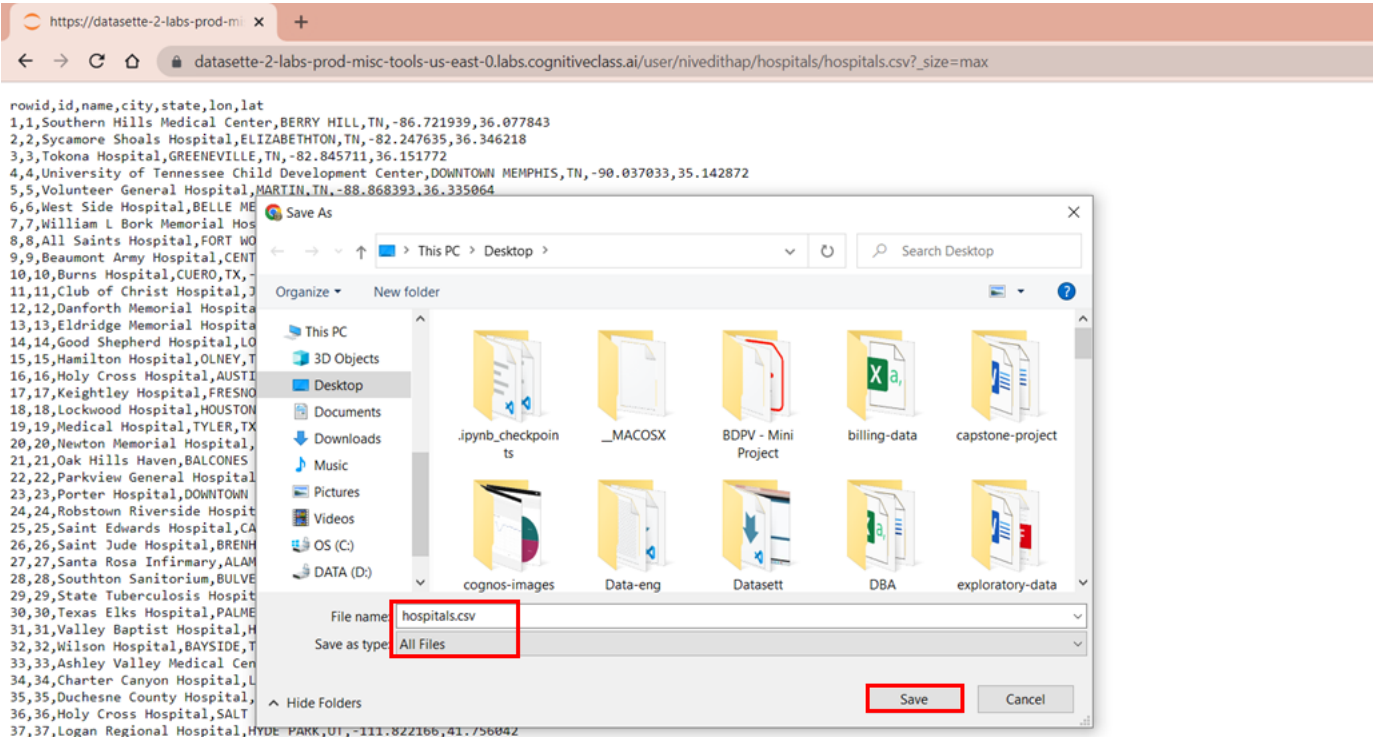 https://datasette-2-labs-prod-mi
datasette-2-labs-prod-misc-tools-us-east-0.labs.cognitiveclass.ai/user/nivedithap/hospitals/hospitals.csv?_size=max
rowid,id,name,city,state,lon,lat
1,1,Southern Hills Medical Center,BERRY HILL,TN,-86.721939,36.077843
2,2,Sycamore Shoals Hospital,ELIZABETHTON,TN,-82.247635,36.346218
3,3,Tokona Hospital,GREENEVILLE,TN,-82.845711,36.151772
4,4,University of Tennessee Child Development Center,DOWNTOWN MEMPHIS,TN,-90.037033,35.142872
5,5,Volunteer General Hospital,MARTIN,TN,-88.868393,36.335064
6,6,West Side Hospital,BELLE ME
7,7,William L Bork Memorial Hos
8,8,All Saints Hospital,FORT WO
9,9,Beaumont Army Hospital,CENT
10,10,Burns Hospital,CUERO,TX,-
11,11,Club of Christ Hospital,J
12,12,Danforth Memorial Hospita
13,13,Eldridge Memorial Hospita
14,14,Good Shepherd Hospital,LO
15,15,Hamilton Hospital,OLNEY,T
16,16,Holy Cross Hospital,AUSTI
17,17,Keightley Hospital,FRESNO
18,18,Lockwood Hospital,HOUSTON
19,19,Medical Hospital,TYLER,TX
20,20,Newton Memorial Hospital,
21,21,Oak Hills Haven,BALCONES
22,22,Parkview General Hospital
23,23,Porter Hospital,DOWNTOWN
24,24,Robstown Riverside Hospit
25,25,Saint Edwards Hospital,CA
26,26,Saint Jude Hospital,BRENH
27,27,Santa Rosa Infirmary,ALAM
28,28,Southton Sanitorium,BULVE
29,29,State Tuberculosis Hospit
30,30,Texas Elks Hospital,PALME
31,31,Valley Baptist Hospital,H
32,32,Wilson Hospital,BAYSIDE,T
33,33,Ashley Valley Medical Cen
34,34,Charter Canyon Hospital,L
35,35,Duchesne County Hospital,
36,36,Holy Cross Hospital,SALT
37,37,Logan Regional Hospital,HYDE PARK,UT,-111.822166,41.756042
Save As
This PC > Desktop >
Search Desktop
Organize
New folder
This PC
3D Objects
Desktop
Documents
Downloads
Music
Pictures
Videos
OS (C:)
DATA (D:)
.ipynb_checkpoin
ts
__MACOSX
BDPV - Mini
Project
billing-data
capstone-project
cognos-images
Data-eng
Datasett
DBA
exploratory-data
File name: hospitals.csv
Save as type: All Files
Hide Folders
Save
Cancel